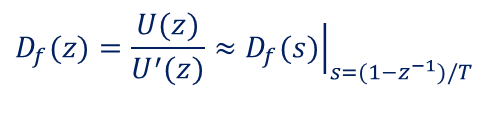 D_f(z) = U(z)/U'(z) ≈ D_f(s)|_{s=(1−z^{−1})/T}